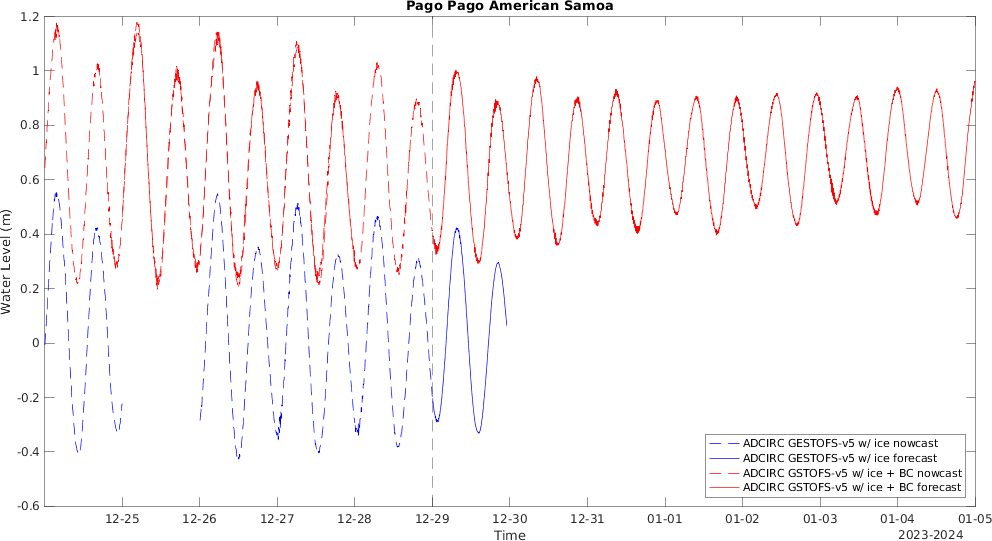 Pago Pago American Samoa
1.2
1
0.8
0.6
0.4
0.2
0
-0.2
-0.4
-0.6
Water Level (m)
ADCIRC GESTOFS-v5 w/ ice nowcast
ADCIRC GESTOFS-v5 w/ ice forecast
ADCIRC GSTOFS-v5 w/ ice + BC nowcast
ADCIRC GSTOFS-v5 w/ ice + BC forecast
12-25 12-26 12-27 12-28 12-29 12-30 12-31 01-01 01-02 01-03 01-04 01-05
Time
2023-2024